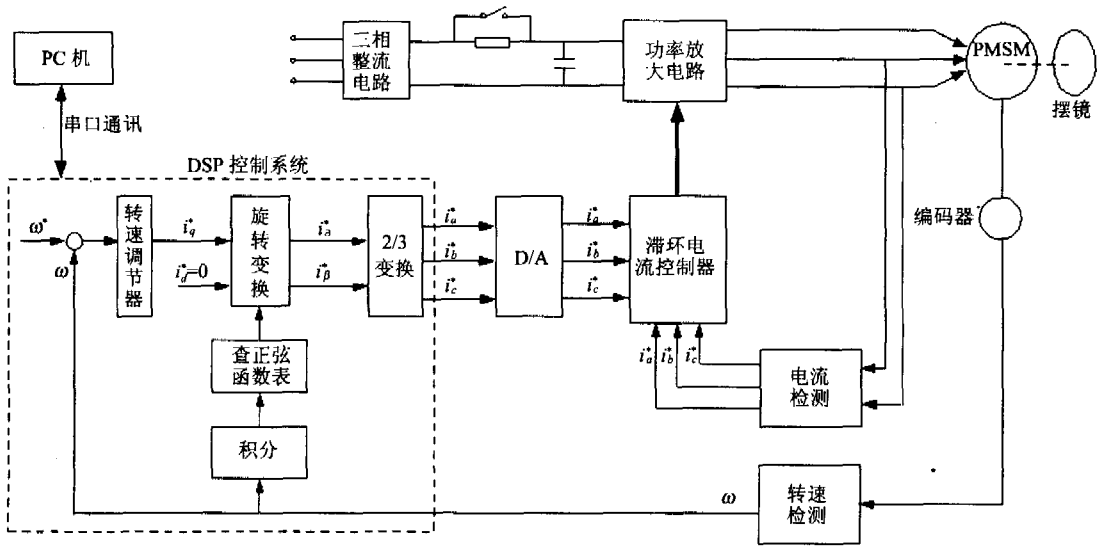 PC 机
串口通讯
三相
整流
电路
功率放
大电路
PMSM
摆镜
编码器
DSP 控制系统
ω*
ω
转速调节器
i*q
i*d=0
旋转变换
i*a
i*β
2/3
变换
i*a
i*b
i*c
D/A
i*a
i*b
i*c
滞环电
流控制器
i*a
i*b
i*c
查正弦
函数表
积分
电流
检测
ω
转速
检测